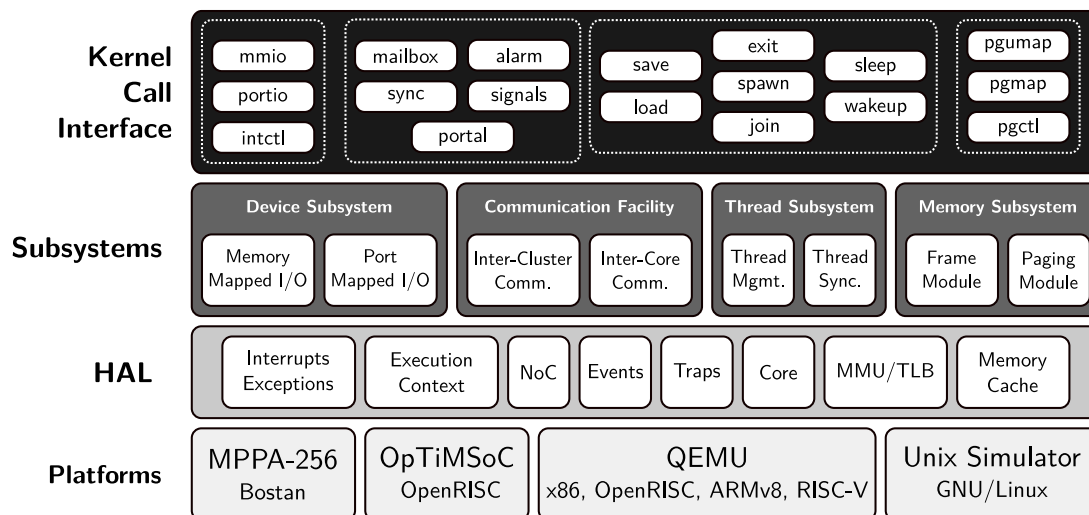 Kernel
Call
Interface
mmio
portio
intctl
mailbox
alarm
sync
signals
portal
save
load
exit
spawn
join
sleep
wakeup
pgumap
pgmap
pgctl
Subsystems
Device Subsystem
Memory
Mapped I/O
Port
Mapped I/O
Communication Facility
Inter-Cluster
Comm.
Inter-Core
Comm.
Thread Subsystem
Thread
Mgmt.
Thread
Sync.
Memory Subsystem
Frame
Module
Paging
Module
HAL
Interrupts
Exceptions
Execution
Context
NoC
Events
Traps
Core
MMU/TLB
Memory
Cache
Platforms
MPPA-256
Bostan
OpTiMSoC
OpenRISC
QEMU
x86, OpenRISC, ARMv8, RISC-V
Unix Simulator
GNU/Linux